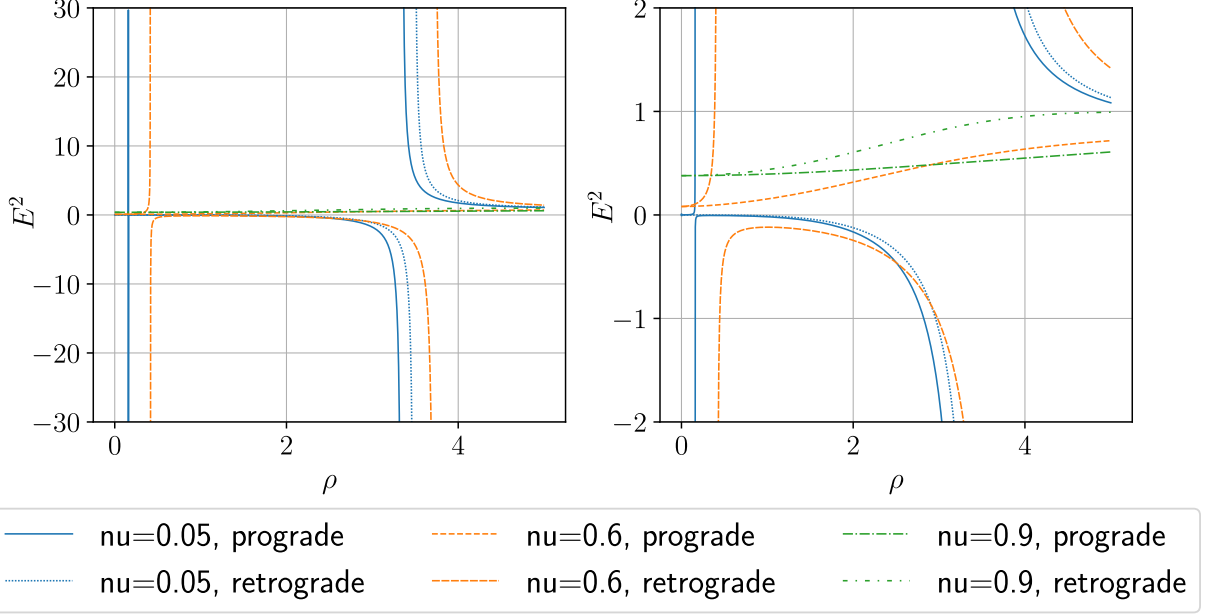 30
20
10
0
−10
−20
−30
E²
0 2 4
ρ
2
1
0
−1
−2
E²
0 2 4
ρ
nu=0.05, prograde nu=0.6, prograde nu=0.9, prograde
nu=0.05, retrograde nu=0.6, retrograde nu=0.9, retrograde